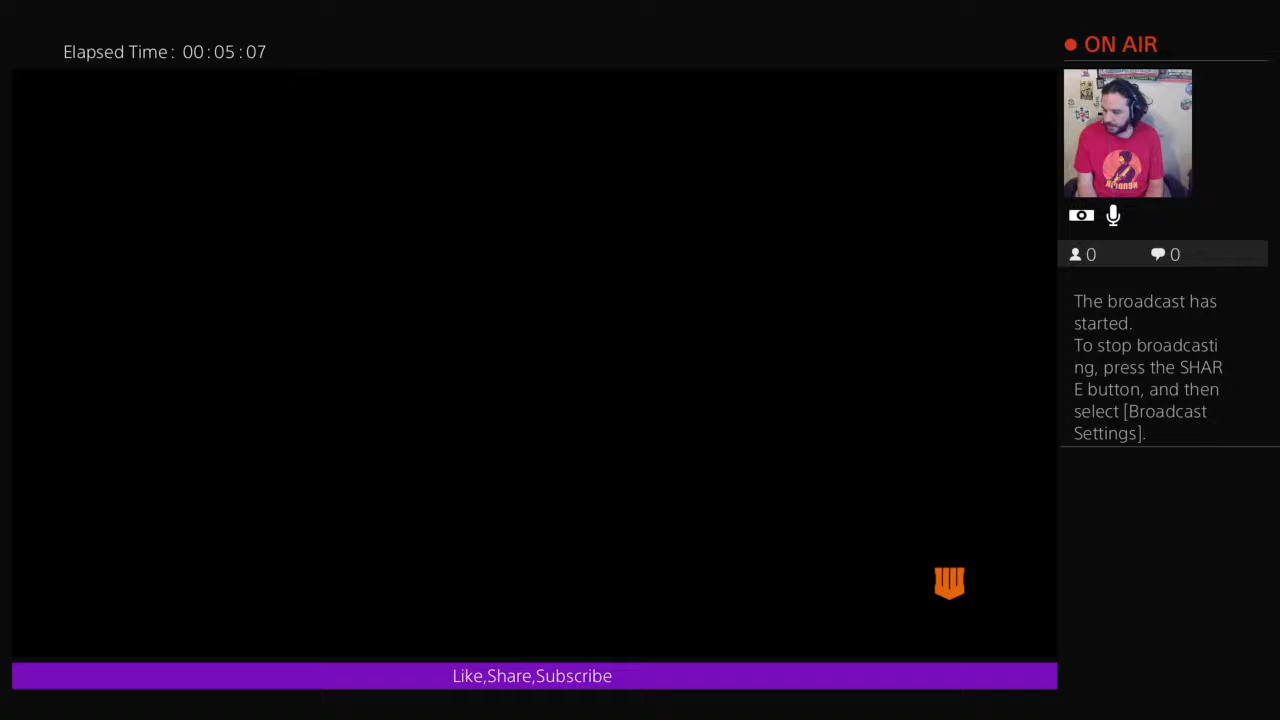 Elapsed Time: 00:05:07
ON AIR
0
0
The broadcast has
started.
To stop broadcasti
ng, press the SHAR
E button, and then
select [Broadcast
Settings].
Like,Share,Subscribe